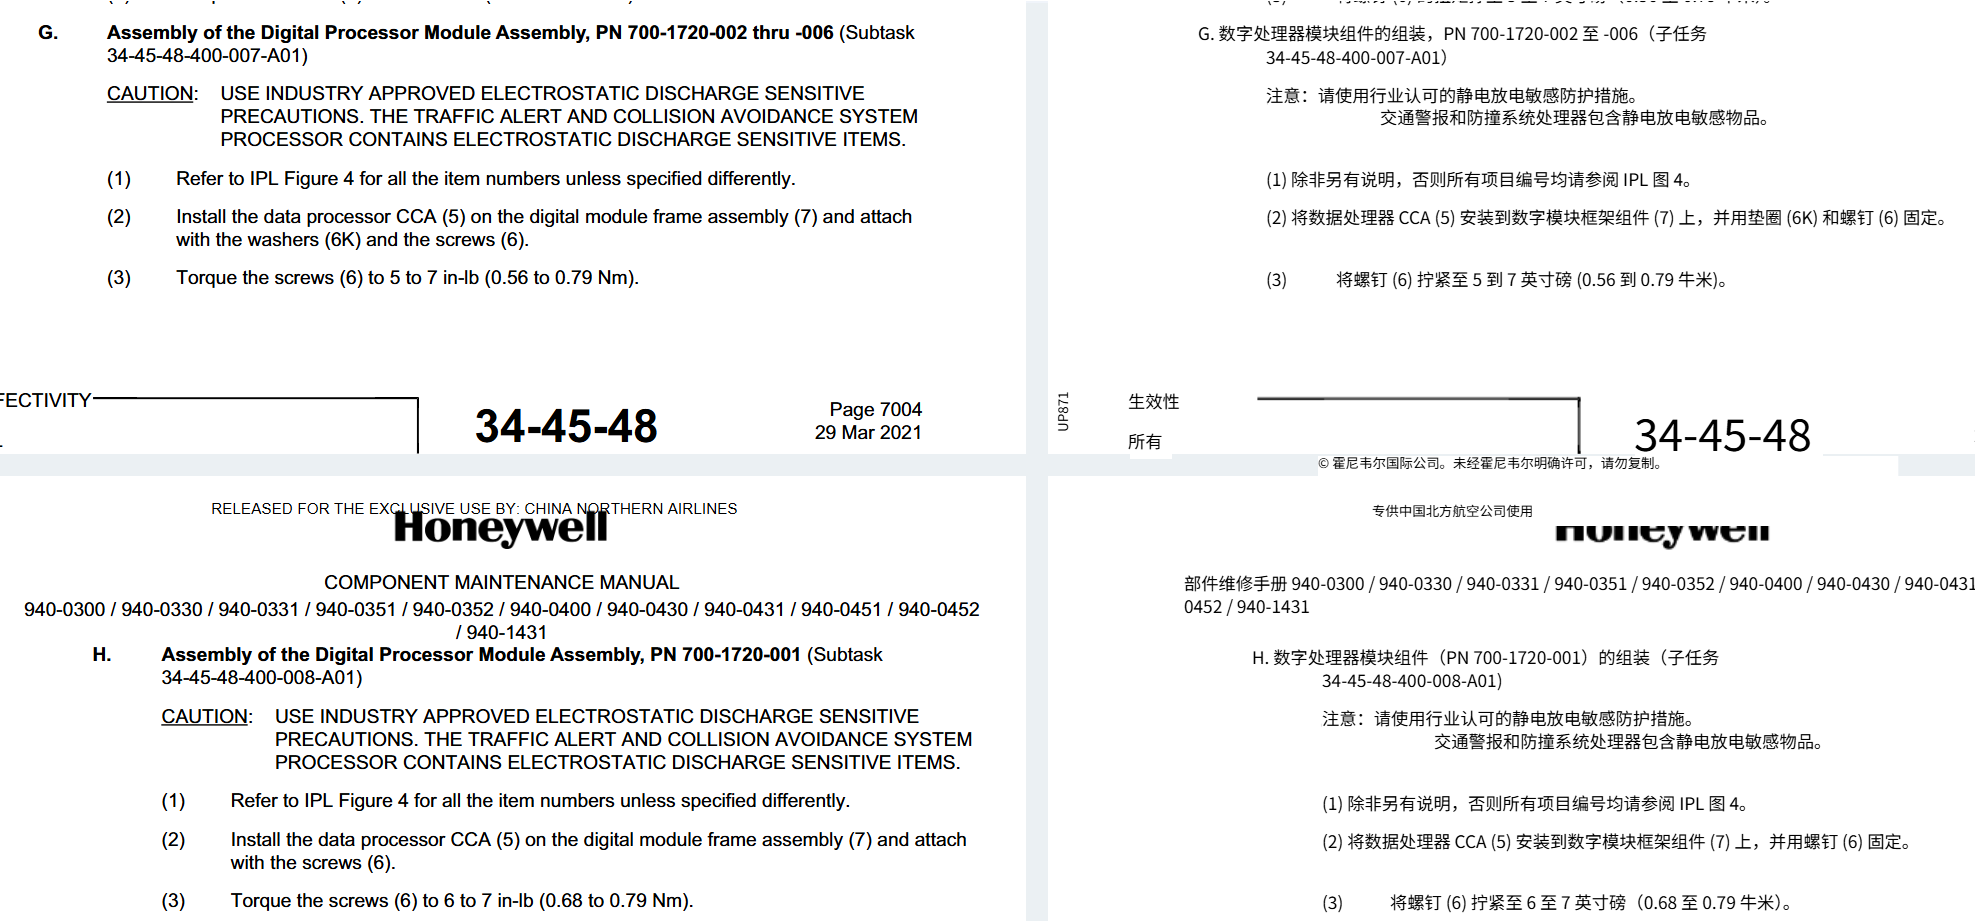 G. Assembly of the Digital Processor Module Assembly, PN 700-1720-002 thru -006 (Subtask
34-45-48-400-007-A01)
CAUTION: USE INDUSTRY APPROVED ELECTROSTATIC DISCHARGE SENSITIVE
PRECAUTIONS. THE TRAFFIC ALERT AND COLLISION AVOIDANCE SYSTEM
PROCESSOR CONTAINS ELECTROSTATIC DISCHARGE SENSITIVE ITEMS.
(1) Refer to IPL Figure 4 for all the item numbers unless specified differently.
(2) Install the data processor CCA (5) on the digital module frame assembly (7) and attach
with the washers (6K) and the screws (6).
(3) Torque the screws (6) to 5 to 7 in-lb (0.56 to 0.79 Nm).
FECTIVITY
34-45-48
Page 7004
29 Mar 2021
RELEASED FOR THE EXCLUSIVE USE BY: CHINA NORTHERN AIRLINES
Honeywell
COMPONENT MAINTENANCE MANUAL
940-0300 / 940-0330 / 940-0331 / 940-0351 / 940-0352 / 940-0400 / 940-0430 / 940-0431 / 940-0451 / 940-0452
/ 940-1431
H. Assembly of the Digital Processor Module Assembly, PN 700-1720-001 (Subtask
34-45-48-400-008-A01)
CAUTION: USE INDUSTRY APPROVED ELECTROSTATIC DISCHARGE SENSITIVE
PRECAUTIONS. THE TRAFFIC ALERT AND COLLISION AVOIDANCE SYSTEM
PROCESSOR CONTAINS ELECTROSTATIC DISCHARGE SENSITIVE ITEMS.
(1) Refer to IPL Figure 4 for all the item numbers unless specified differently.
(2) Install the data processor CCA (5) on the digital module frame assembly (7) and attach
with the screws (6).
(3) Torque the screws (6) to 6 to 7 in-lb (0.68 to 0.79 Nm).
G. 数字处理器模块组件的组装，PN 700-1720-002 至 -006（子任务
34-45-48-400-007-A01）
注意：请使用行业认可的静电放电敏感防护措施。
交通警报和防撞系统处理器包含静电放电敏感物品。
(1) 除非另有说明，否则所有项目编号均请参阅 IPL 图 4。
(2) 将数据处理器 CCA (5) 安装到数字模块框架组件 (7) 上，并用垫圈 (6K) 和螺钉 (6) 固定。
(3) 将螺钉 (6) 拧紧至 5 到 7 英寸磅 (0.56 到 0.79 牛米)。
UP871
生效性
所有
34-45-48
© 霍尼韦尔国际公司。未经霍尼韦尔明确许可，请勿复制。
专供中国北方航空公司使用
Honeywell
部件维修手册 940-0300 / 940-0330 / 940-0331 / 940-0351 / 940-0352 / 940-0400 / 940-0430 / 940-0431
0452 / 940-1431
H. 数字处理器模块组件（PN 700-1720-001）的组装（子任务
34-45-48-400-008-A01)
注意：请使用行业认可的静电放电敏感防护措施。
交通警报和防撞系统处理器包含静电放电敏感物品。
(1) 除非另有说明，否则所有项目编号均请参阅 IPL 图 4。
(2) 将数据处理器 CCA (5) 安装到数字模块框架组件 (7) 上，并用螺钉 (6) 固定。
(3) 将螺钉 (6) 拧紧至 6 至 7 英寸磅（0.68 至 0.79 牛米）。